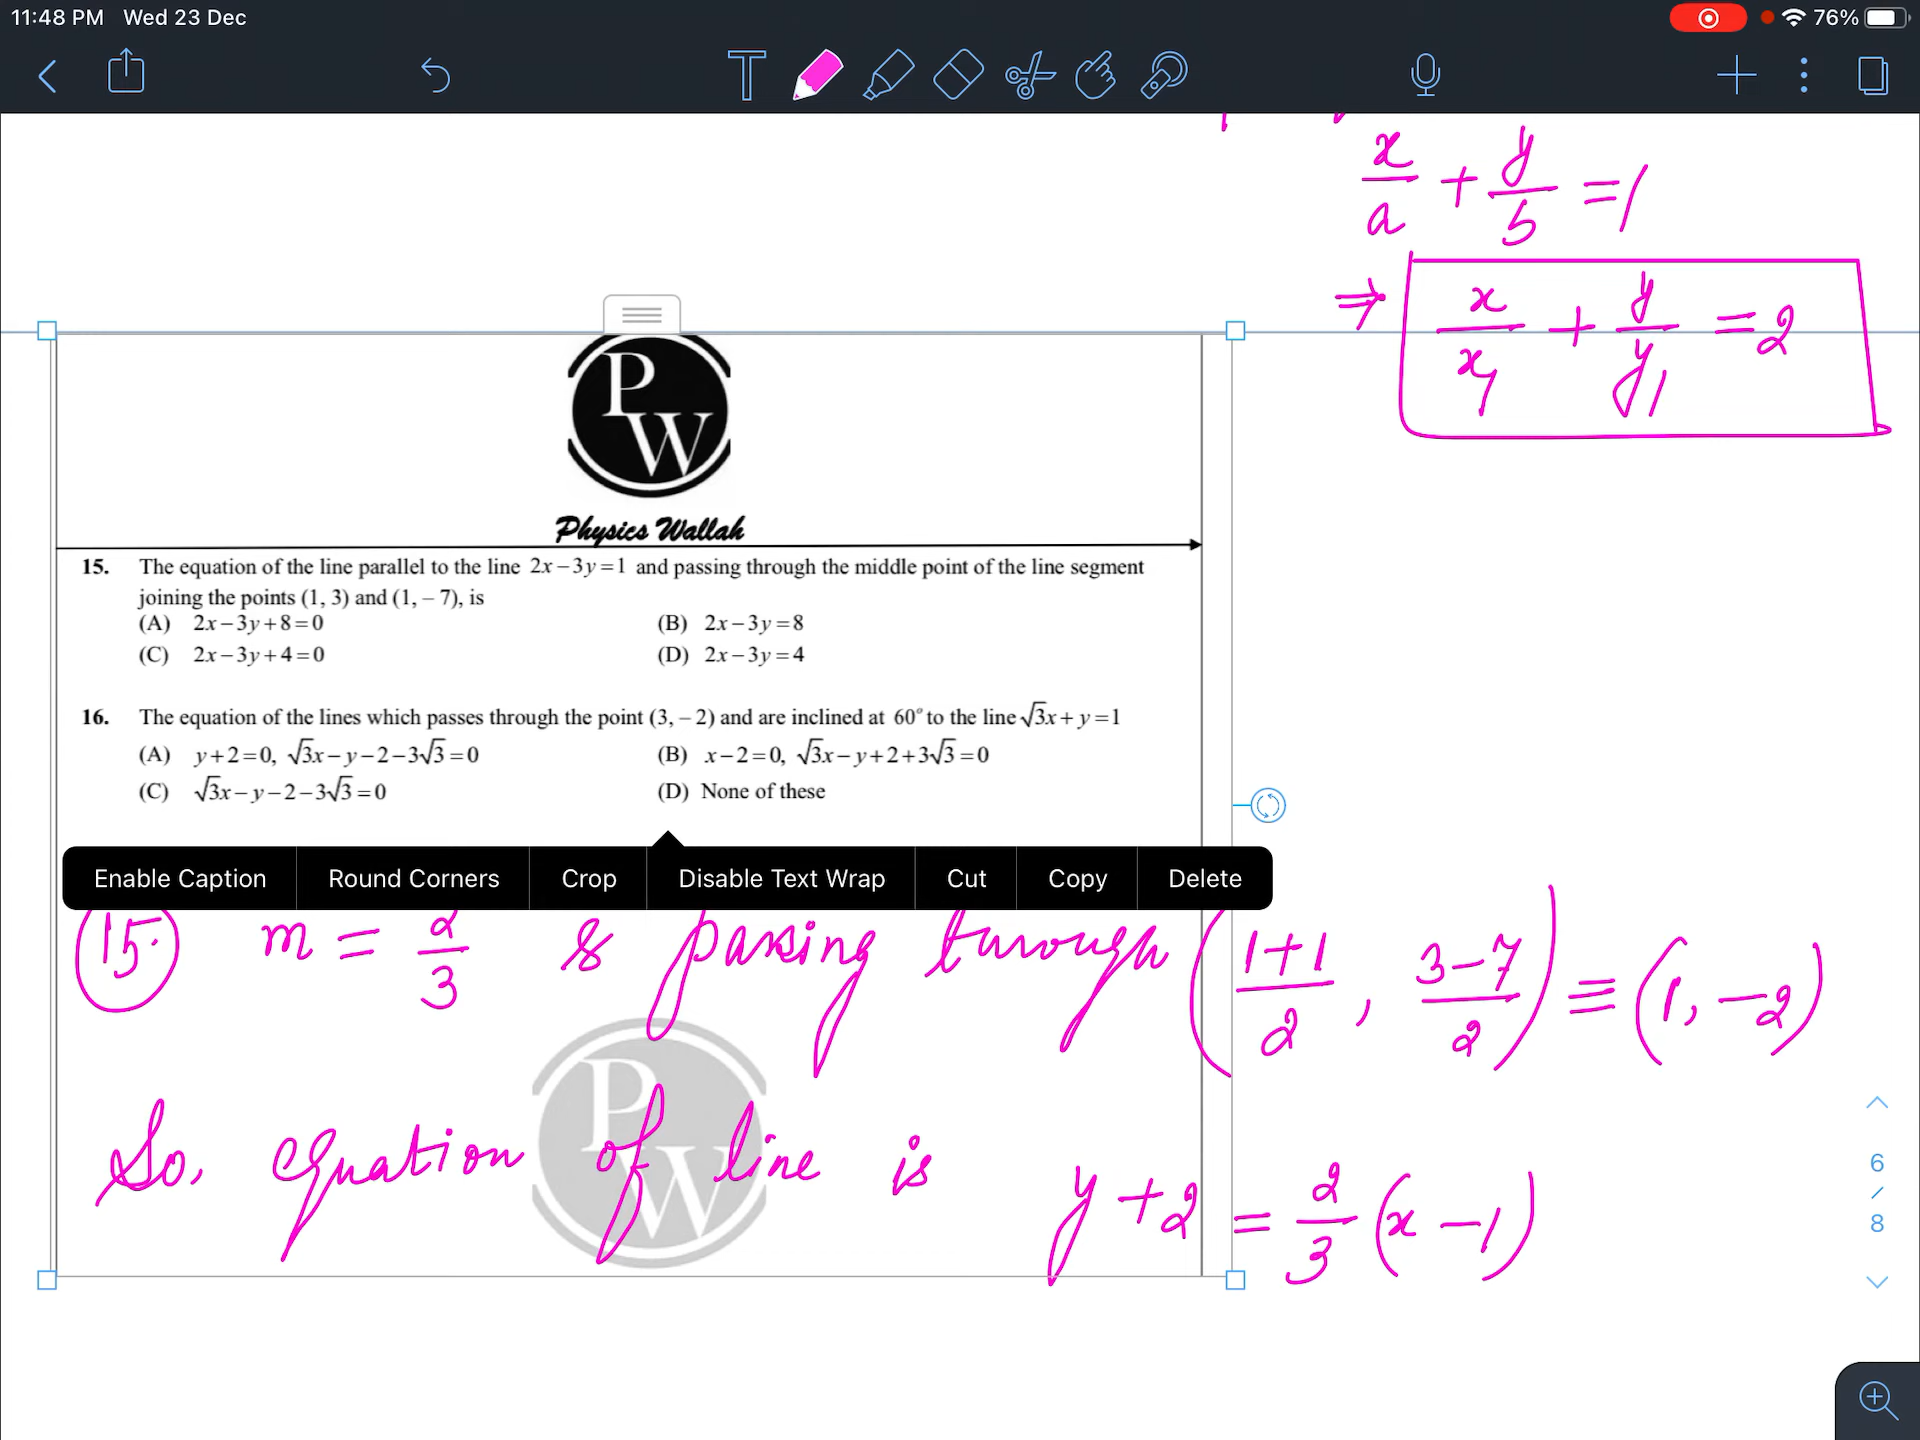 11:48 PM Wed 23 Dec
76%
T
x/a + y/b = 1
⇒ x/x₁ + y/y₁ = 2
P W
Physics Wallah
15. The equation of the line parallel to the line 2x−3y=1 and passing through the middle point of the line segment
joining the points (1, 3) and (1, – 7), is
(A) 2x−3y+8=0 (B) 2x−3y=8
(C) 2x−3y+4=0 (D) 2x−3y=4
16. The equation of the lines which passes through the point (3, – 2) and are inclined at 60° to the line √3x+y=1
(A) y+2=0, √3x−y−2−3√3=0 (B) x−2=0, √3x−y+2+3√3=0
(C) √3x−y−2−3√3=0 (D) None of these
Enable Caption Round Corners Crop Disable Text Wrap Cut Copy Delete
15. m = 2/3 & passing through ((1+1)/2, (3−7)/2) ≡ (1, −2)
P W
So, equation of line is y+2 = 2/3 (x−1)
6
/
8